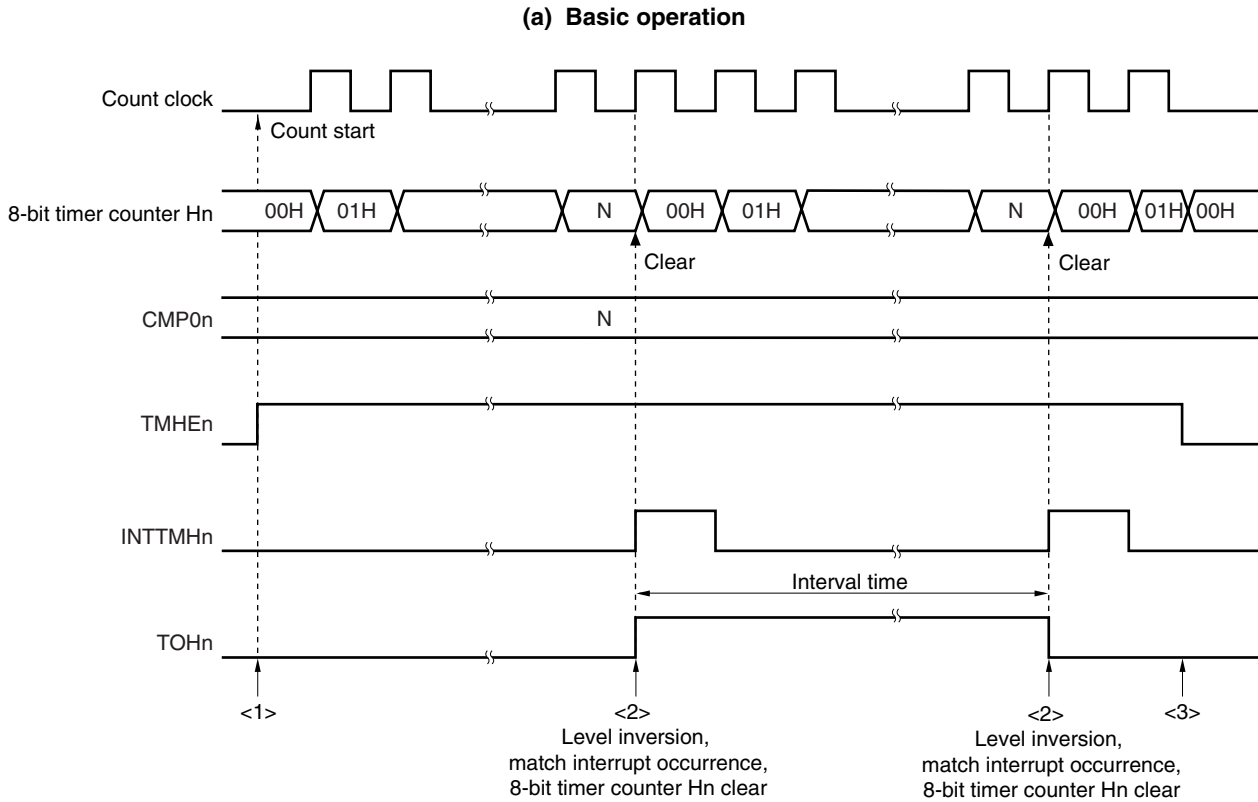 (a) Basic operation
Count clock
Count start
8-bit timer counter Hn
00H 01H N 00H 01H N 00H 01H 00H
Clear Clear
CMP0n
N
TMHEn
INTTMHn
Interval time
TOHn
<1> <2> <2> <3>
Level inversion,
match interrupt occurrence,
8-bit timer counter Hn clear
Level inversion,
match interrupt occurrence,
8-bit timer counter Hn clear